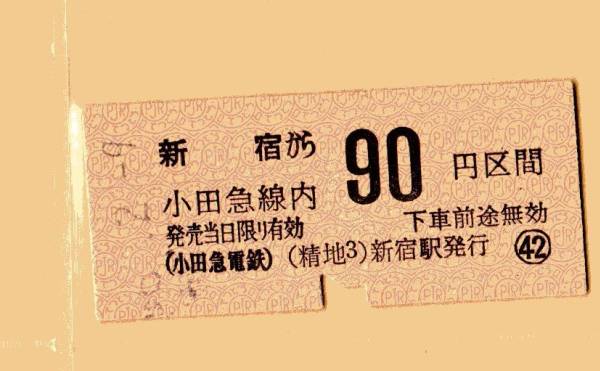 新宿から 90 円区間
小田急線内
発売当日限り有効 下車前途無効
(小田急電鉄) (精地3)新宿駅発行 ㊷